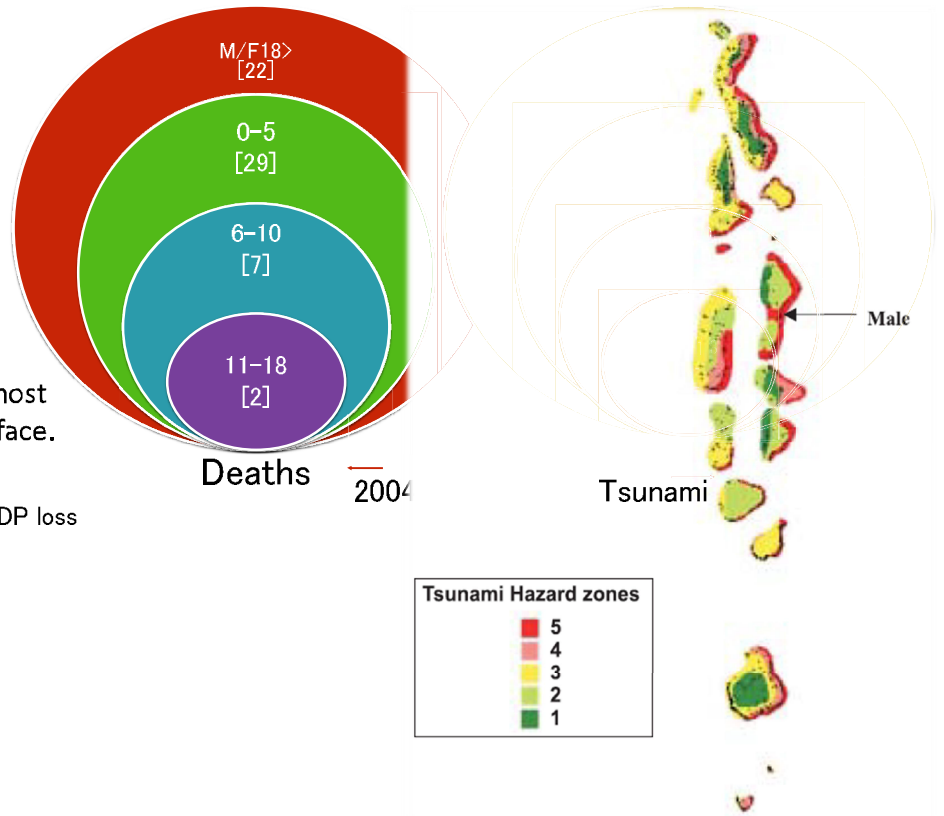 M/F18>
[22]
0-5
[29]
6-10
[7]
11-18
[2]
Male
face.
Deaths
2004
Tsunami
DP loss
Tsunami Hazard zones
5
4
3
2
1